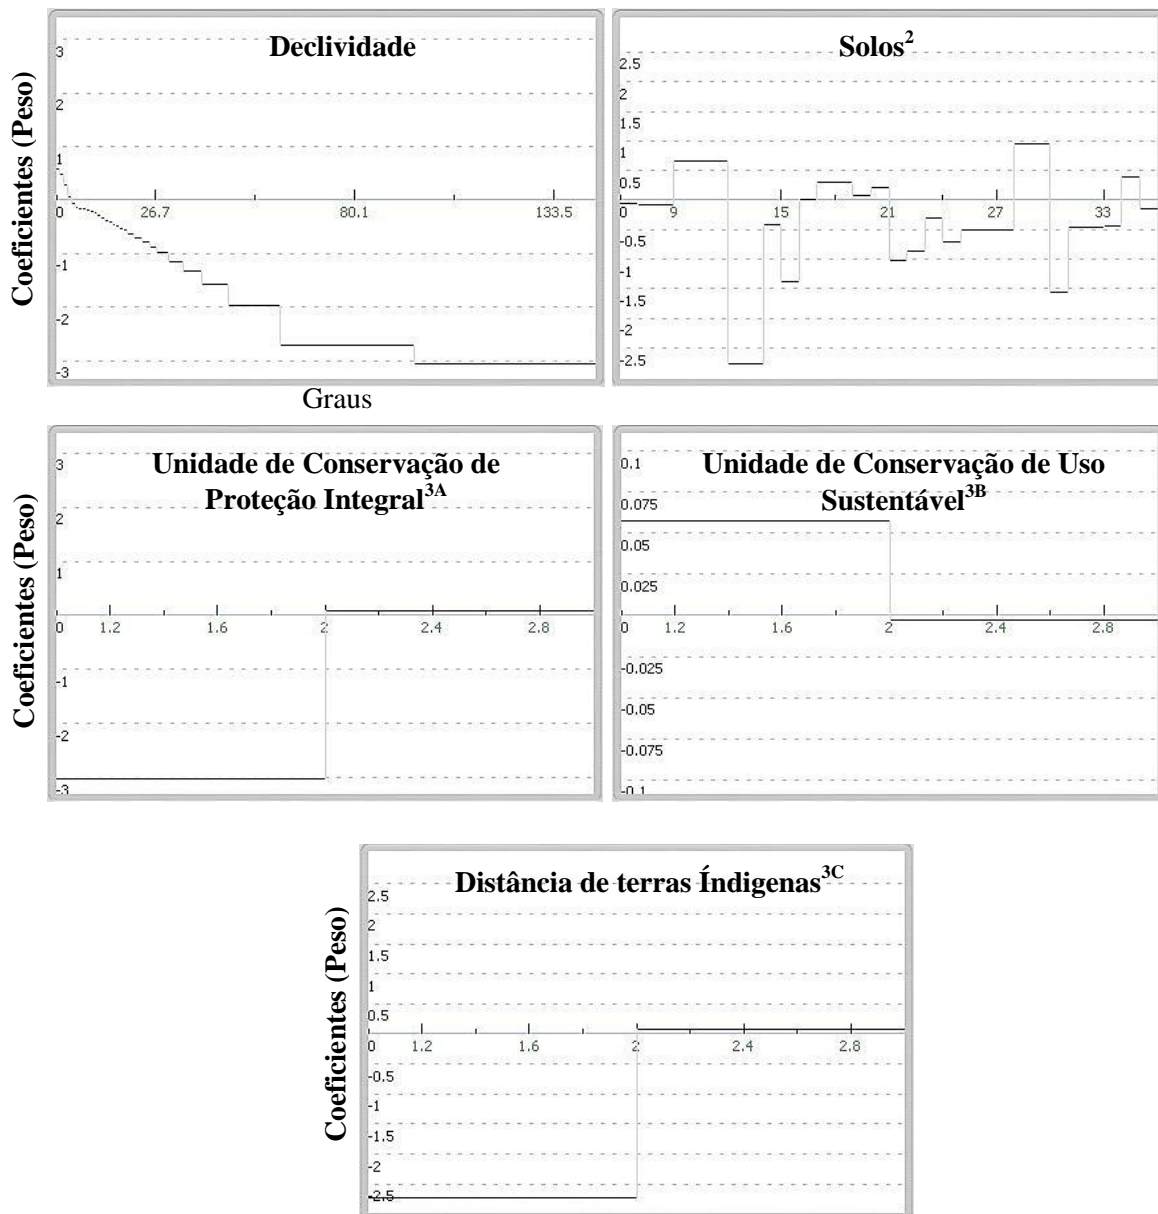 Declividade
Coeficientes (Peso)
3
2
1
0 26.7 80.1 133.5
-1
-2
-3
Graus
Solos²
2.5
2
1.5
1
0.5
0 9 15 21 27 33
-0.5
-1
-1.5
-2
-2.5
Unidade de Conservação de
Proteção Integral³ᴬ
Coeficientes (Peso)
3
2
1
0 1.2 1.6 2 2.4 2.8
-1
-2
-3
Unidade de Conservação de Uso
Sustentável³ᴮ
0.1
0.075
0.05
0.025
0 1.2 1.6 2 2.4 2.8
-0.025
-0.05
-0.075
-0.1
Distância de terras Índigenas³ᶜ
Coeficientes (Peso)
2.5
2
1.5
1
0.5
0 1.2 1.6 2 2.4 2.8
-0.5
-1
-1.5
-2
-2.5